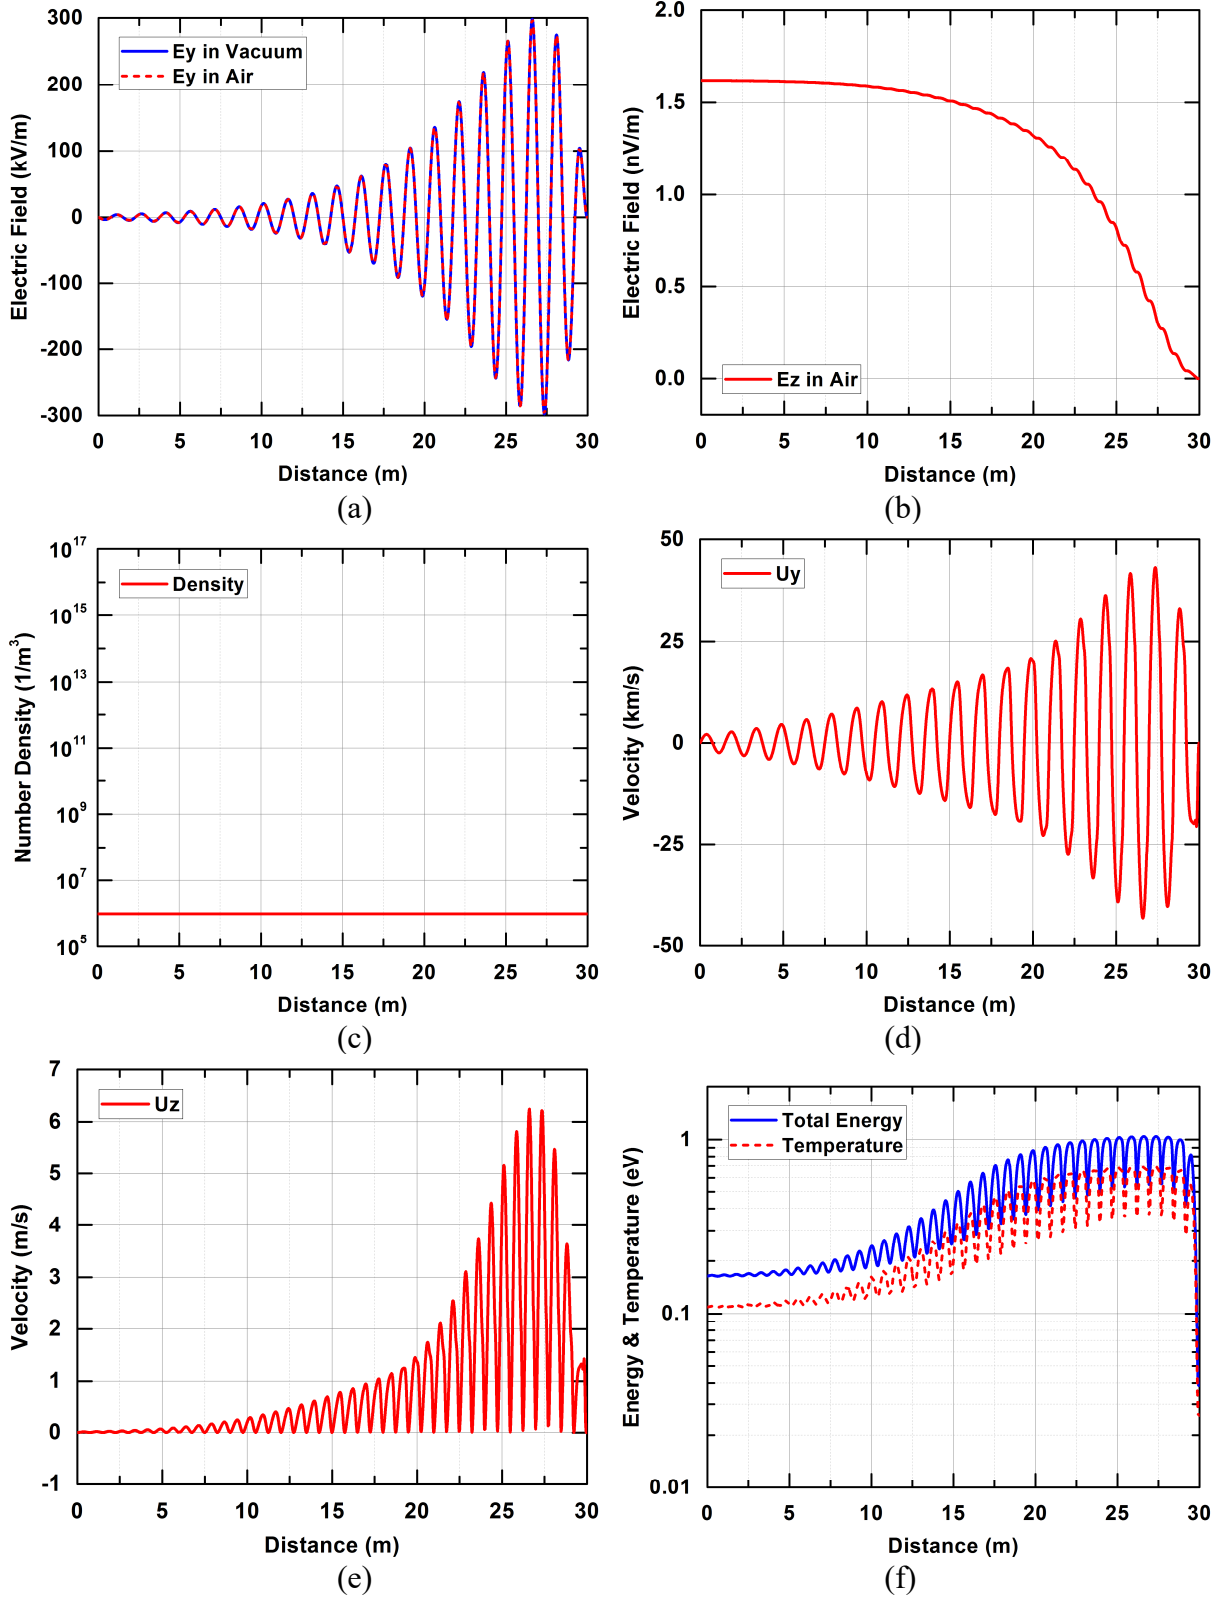 Ey in Vacuum
Ey in Air
300
200
100
0
-100
-200
-300
Electric Field (kV/m)
0 5 10 15 20 25 30
Distance (m)
(a)
2.0
1.5
1.0
0.5
0.0
Electric Field (nV/m)
Ez in Air
0 5 10 15 20 25 30
Distance (m)
(b)
10^17
10^15
10^13
10^11
10^9
10^7
10^5
Number Density (1/m^3)
Density
0 5 10 15 20 25 30
Distance (m)
(c)
50
25
0
-25
-50
Velocity (km/s)
Uy
0 5 10 15 20 25 30
Distance (m)
(d)
7
6
5
4
3
2
1
0
-1
Velocity (m/s)
Uz
0 5 10 15 20 25 30
Distance (m)
(e)
1
0.1
0.01
Energy & Temperature (eV)
Total Energy
Temperature
0 5 10 15 20 25 30
Distance (m)
(f)